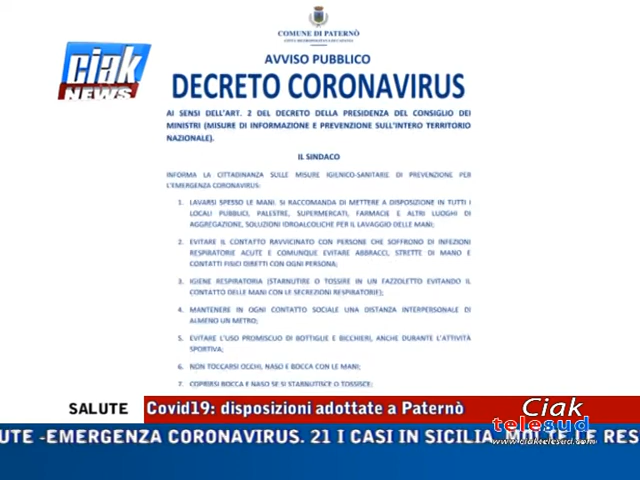 COMUNE DI PATERNÒ
CITTÀ METROPOLITANA DI CATANIA
AVVISO PUBBLICO
DECRETO CORONAVIRUS
AI SENSI DELL'ART. 2 DEL DECRETO DELLA PRESIDENZA DEL CONSIGLIO DEI
MINISTRI (MISURE DI INFORMAZIONE E PREVENZIONE SULL'INTERO TERRITORIO
NAZIONALE).
IL SINDACO
INFORMA LA CITTADINANZA SULLE MISURE IGIENICO-SANITARIE DI PREVENZIONE PER
L'EMERGENZA CORONAVIRUS:
1. LAVARSI SPESSO LE MANI. SI RACCOMANDA DI METTERE A DISPOSIZIONE IN TUTTI I
LOCALI PUBBLICI, PALESTRE, SUPERMERCATI, FARMACIE E ALTRI LUOGHI DI
AGGREGAZIONE, SOLUZIONI IDROALCOLICHE PER IL LAVAGGIO DELLE MANI;
2. EVITARE IL CONTATTO RAVVICINATO CON PERSONE CHE SOFFRONO DI INFEZIONI
RESPIRATORIE ACUTE E COMUNQUE EVITARE ABBRACCI, STRETTE DI MANO E
CONTATTI FISICI DIRETTI CON OGNI PERSONA;
3. IGIENE RESPIRATORIA (STARNUTIRE O TOSSIRE IN UN FAZZOLETTO EVITANDO IL
CONTATTO DELLE MANI CON LE SECREZIONI RESPIRATORIE);
4. MANTENERE IN OGNI CONTATTO SOCIALE UNA DISTANZA INTERPERSONALE DI
ALMENO UN METRO;
5. EVITARE L'USO PROMISCUO DI BOTTIGLIE E BICCHIERI, ANCHE DURANTE L'ATTIVITÀ
SPORTIVA;
6. NON TOCCARSI OCCHI, NASO E BOCCA CON LE MANI;
7. COPRIRSI BOCCA E NASO SE SI STARNUTISCE O TOSSISCE;
ciak
NEWS
SALUTE Covid19: disposizioni adottate a Paternò
Ciak
telesud
www.ciaktelesud.com
UTE -EMERGENZA CORONAVIRUS. 21 I CASI IN SICILIA, MOLTE LE RES